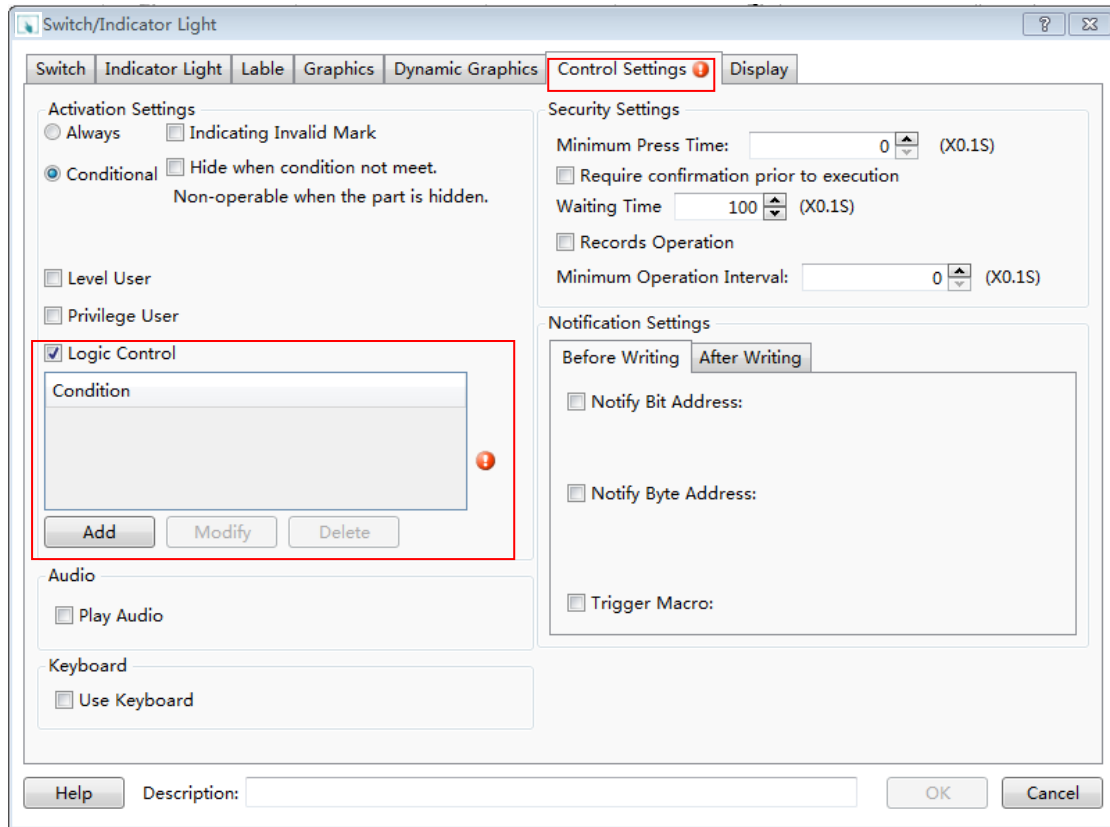 Switch/Indicator Light
Switch
Indicator Light
Lable
Graphics
Dynamic Graphics
Control Settings
Display
Activation Settings
Always
Indicating Invalid Mark
Conditional
Hide when condition not meet.
Non-operable when the part is hidden.
Level User
Privilege User
Logic Control
Condition
Add
Modify
Delete
Audio
Play Audio
Keyboard
Use Keyboard
Security Settings
Minimum Press Time: 0 (X0.1S)
Require confirmation prior to execution
Waiting Time 100 (X0.1S)
Records Operation
Minimum Operation Interval: 0 (X0.1S)
Notification Settings
Before Writing
After Writing
Notify Bit Address:
Notify Byte Address:
Trigger Macro:
Help
Description:
OK
Cancel